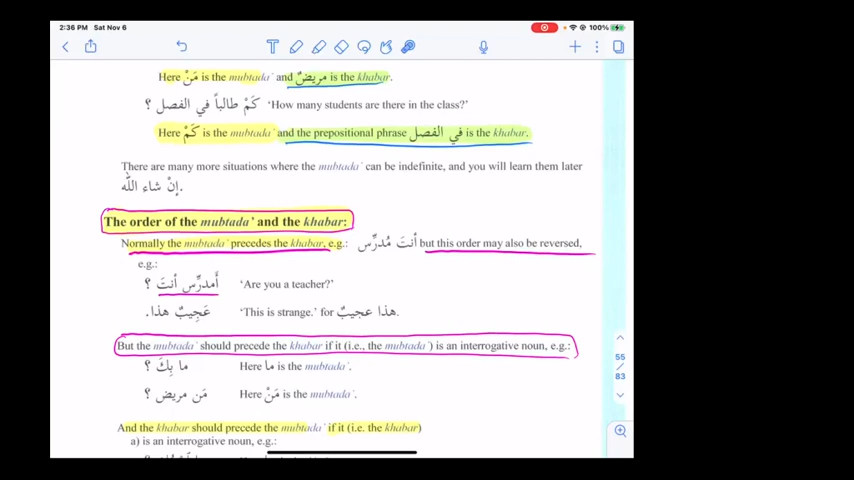 2:36 PM Sat Nov 6
100%
Here مَنْ is the mubtada' and مريضٌ is the khabar.
كَمْ طالباً في الفصل ؟ 'How many students are there in the class?'
Here كَمْ is the mubtada' and the prepositional phrase في الفصل is the khabar.
There are many more situations where the mubtada' can be indefinite, and you will learn them later
إنْ شاء الله.
The order of the mubtada' and the khabar:
Normally the mubtada' precedes the khabar, e.g.: أنتَ مُدرِّس but this order may also be reversed,
e.g.:
أَمدرِّس أنتَ ؟ 'Are you a teacher?'
عَجِيبٌ هذا. 'This is strange.' for هذا عجيبٌ.
But the mubtada' should precede the khabar if it (i.e., the mubtada') is an interrogative noun, e.g.:
ما بِكَ ؟ Here ما is the mubtada'.
مَن مريض ؟ Here مَنْ is the mubtada'.
And the khabar should precede the mubtada' if it (i.e. the khabar)
a) is an interrogative noun, e.g.:
55
/
83